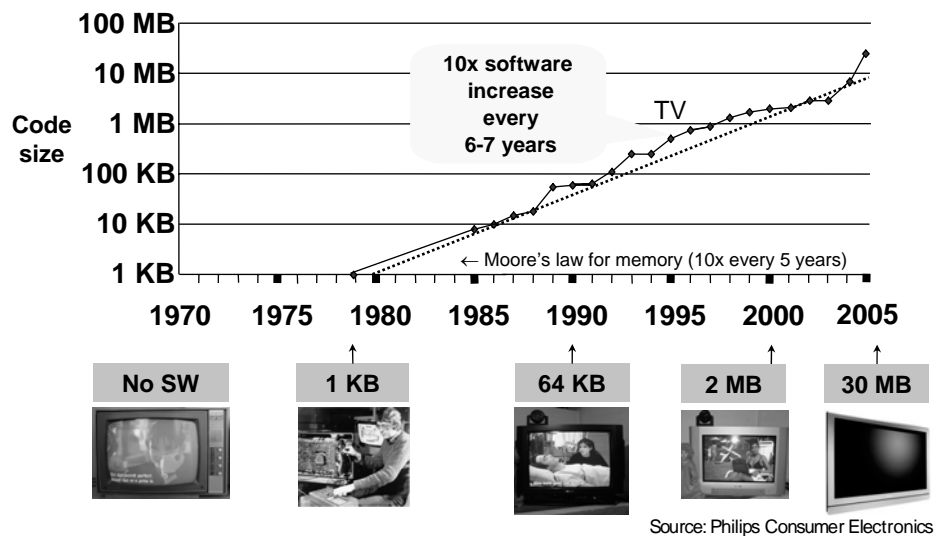 100 MB
10 MB
1 MB
100 KB
10 KB
1 KB
Code
size
10x software
increase
every
6-7 years
TV
← Moore’s law for memory (10x every 5 years)
1970 1975 1980 1985 1990 1995 2000 2005
No SW 1 KB 64 KB 2 MB 30 MB
Source: Philips Consumer Electronics